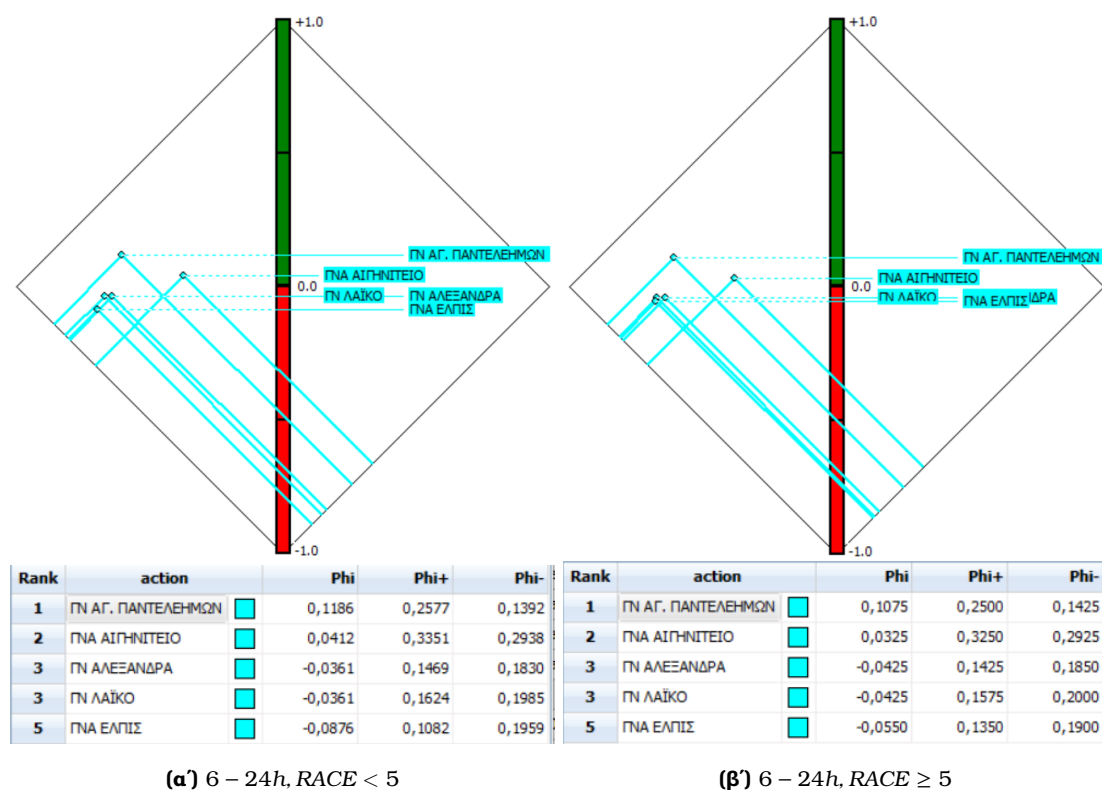 +1.0
ΓΝ ΑΓ. ΠΑΝΤΕΛΕΗΜΩΝ
ΓΝΑ ΑΙΓΗΝΙΤΕΙΟ
0.0
ΓΝ ΛΑΪΚΟ
ΓΝ ΑΛΕΞΑΝΔΡΑ
ΓΝΑ ΕΛΠΙΣ
-1.0
Rank action Phi Phi+ Phi-
1 ΓΝ ΑΓ. ΠΑΝΤΕΛΕΗΜΩΝ 0,1186 0,2577 0,1392
2 ΓΝΑ ΑΙΓΗΝΙΤΕΙΟ 0,0412 0,3351 0,2938
3 ΓΝ ΑΛΕΞΑΝΔΡΑ -0,0361 0,1469 0,1830
3 ΓΝ ΛΑΪΚΟ -0,0361 0,1624 0,1985
5 ΓΝΑ ΕΛΠΙΣ -0,0876 0,1082 0,1959
(α΄) 6 – 24h, RACE < 5
+1.0
ΓΝ ΑΓ. ΠΑΝΤΕΛΕΗΜΩΝ
ΓΝΑ ΑΙΓΗΝΙΤΕΙΟ
0.0
ΓΝ ΛΑΪΚΟ
ΓΝΑ ΕΛΠΙΣ
-1.0
Rank action Phi Phi+ Phi-
1 ΓΝ ΑΓ. ΠΑΝΤΕΛΕΗΜΩΝ 0,1075 0,2500 0,1425
2 ΓΝΑ ΑΙΓΗΝΙΤΕΙΟ 0,0325 0,3250 0,2925
3 ΓΝ ΑΛΕΞΑΝΔΡΑ -0,0425 0,1425 0,1850
3 ΓΝ ΛΑΪΚΟ -0,0425 0,1575 0,2000
5 ΓΝΑ ΕΛΠΙΣ -0,0550 0,1350 0,1900
(β΄) 6 – 24h, RACE ≥ 5